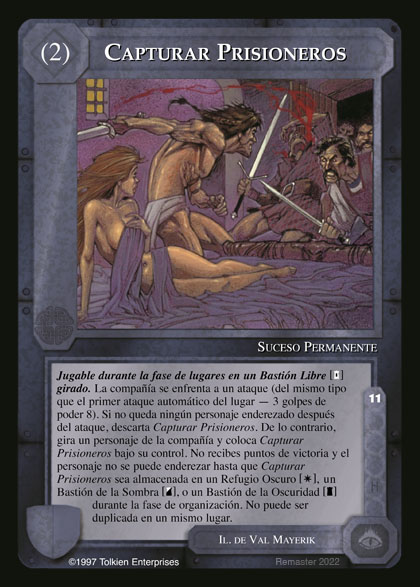 (2)
CAPTURAR PRISIONEROS
SUCESO PERMANENTE
Jugable durante la fase de lugares en un Bastión Libre [
girado. La compañía se enfrenta a un ataque (del mismo tipo
que el primer ataque automático del lugar — 3 golpes de
poder 8). Si no queda ningún personaje enderezado después
del ataque, descarta Capturar Prisioneros. De lo contrario,
gira un personaje de la compañía y coloca Capturar
Prisioneros bajo su control. No recibes puntos de victoria y el
personaje no se puede enderezar hasta que Capturar
Prisioneros sea almacenada en un Refugio Oscuro [ ], un
Bastión de la Sombra [ ], o un Bastión de la Oscuridad [ ]
durante la fase de organización. No puede ser
duplicada en un mismo lugar.
11
H
IL. DE VAL MAYERIK
©1997 Tolkien Enterprises
Remaster 2022